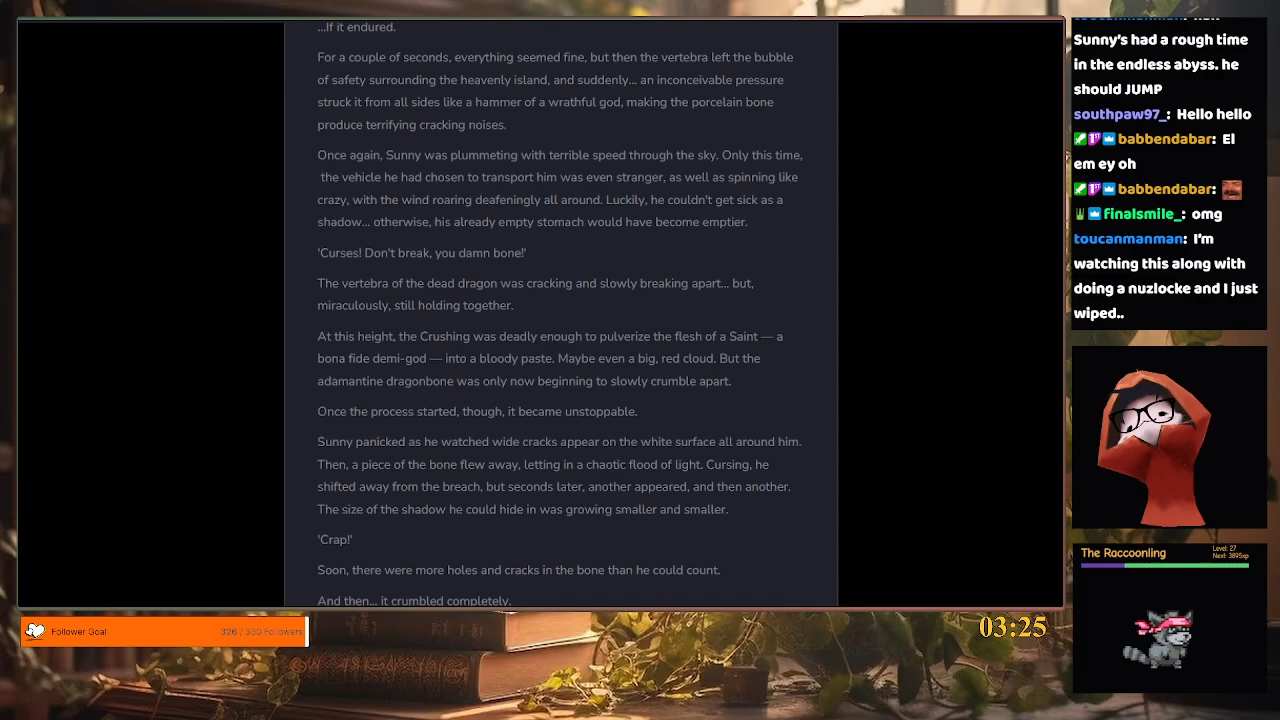 ...If it endured.
For a couple of seconds, everything seemed fine, but then the vertebra left the bubble
of safety surrounding the heavenly island, and suddenly... an inconceivable pressure
struck it from all sides like a hammer of a wrathful god, making the porcelain bone
produce terrifying cracking noises.
Once again, Sunny was plummeting with terrible speed through the sky. Only this time,
the vehicle he had chosen to transport him was even stranger, as well as spinning like
crazy, with the wind roaring deafeningly all around. Luckily, he couldn't get sick as a
shadow... otherwise, his already empty stomach would have become emptier.
'Curses! Don't break, you damn bone!'
The vertebra of the dead dragon was cracking and slowly breaking apart... but,
miraculously, still holding together.
At this height, the Crushing was deadly enough to pulverize the flesh of a Saint — a
bona fide demi-god — into a bloody paste. Maybe even a big, red cloud. But the
adamantine dragonbone was only now beginning to slowly crumble apart.
Once the process started, though, it became unstoppable.
Sunny panicked as he watched wide cracks appear on the white surface all around him.
Then, a piece of the bone flew away, letting in a chaotic flood of light. Cursing, he
shifted away from the breach, but seconds later, another appeared, and then another.
The size of the shadow he could hide in was growing smaller and smaller.
'Crap!'
Soon, there were more holes and cracks in the bone than he could count.
And then... it crumbled completely.
Sunny's had a rough time
in the endless abyss. he
should JUMP
southpaw97_: Hello hello
babbendabar: El
em ey oh
babbendabar:
finalsmile_: omg
toucanmanman: I'm
watching this along with
doing a nuzlocke and I just
wiped..
The Raccoonling
Level: 27
Next: 3895xp
Follower Goal
326 / 330 Followers
03:25